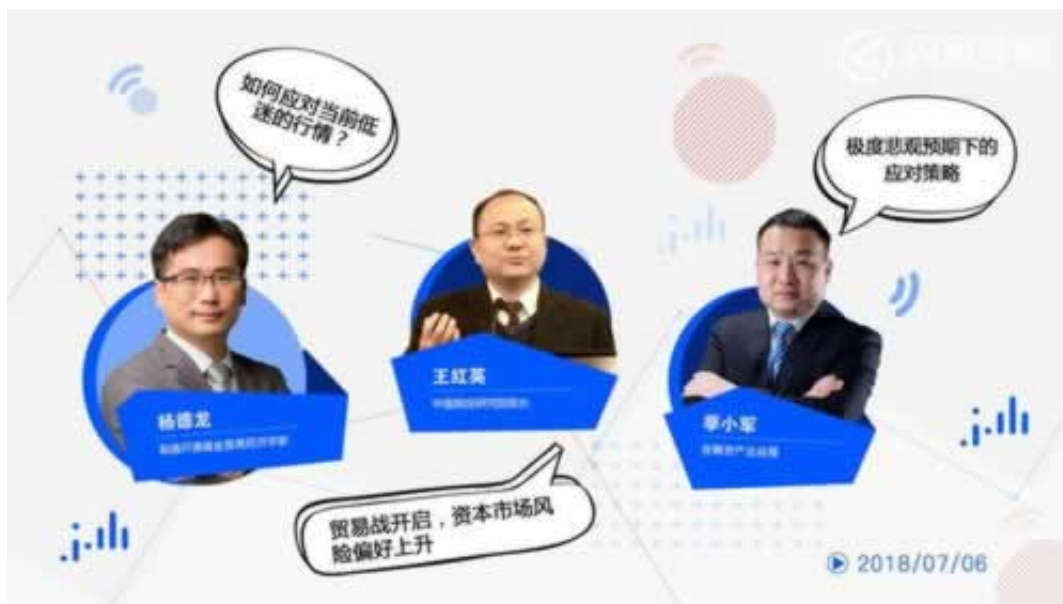 如何应对当前低
迷的行情？
极度悲观预期下的
应对策略
王红英
杨德龙
季小军
贸易战开启，资本市场风
险偏好上升
2018/07/06